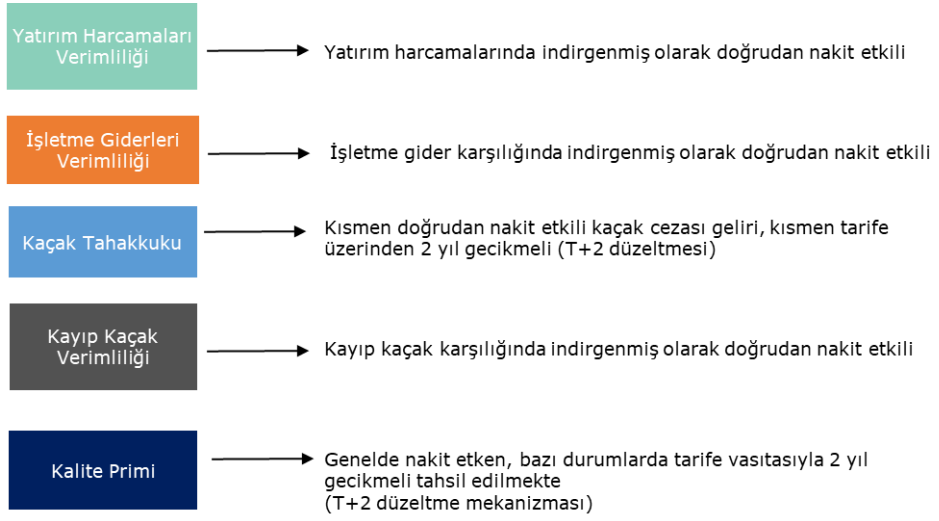 Yatırım Harcamaları
Verimliliği
Yatırım harcamalarında indirgenmiş olarak doğrudan nakit etkili
İşletme Giderleri
Verimliliği
İşletme gider karşılığında indirgenmiş olarak doğrudan nakit etkili
Kaçak Tahakkuku
Kısmen doğrudan nakit etkili kaçak cezası geliri, kısmen tarife
üzerinden 2 yıl gecikmeli (T+2 düzeltmesi)
Kayıp Kaçak
Verimliliği
Kayıp kaçak karşılığında indirgenmiş olarak doğrudan nakit etkili
Kalite Primi
Genelde nakit etken, bazı durumlarda tarife vasıtasıyla 2 yıl
gecikmeli tahsil edilmekte
(T+2 düzeltme mekanizması)